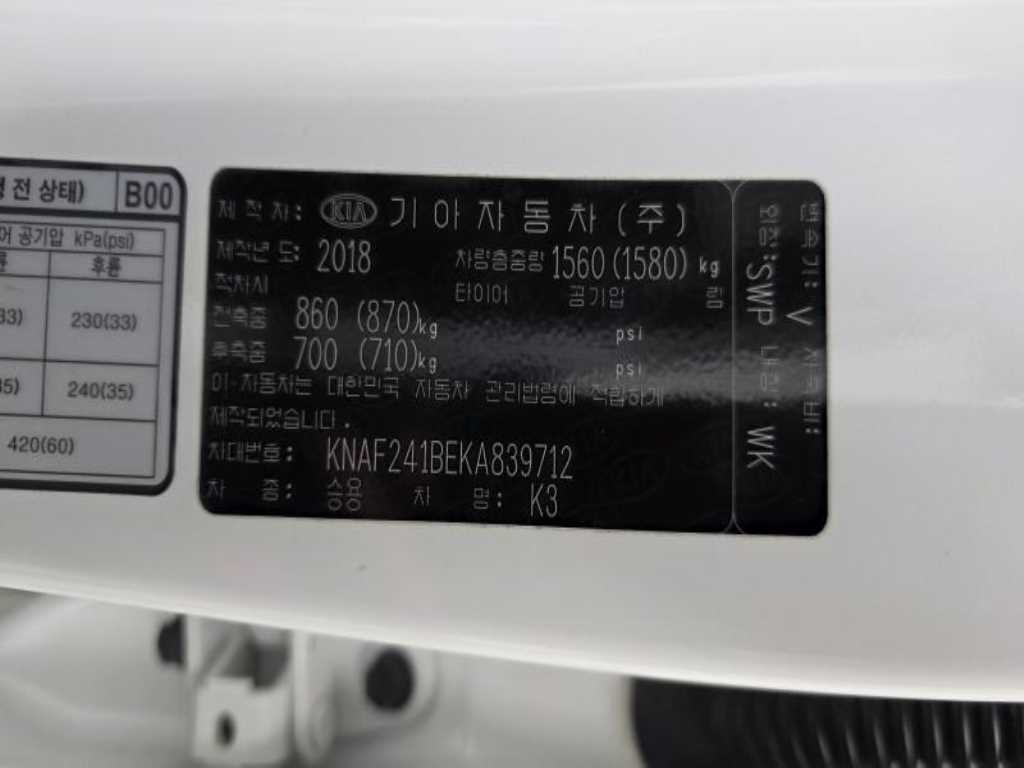 전 상태) B00
어 공기압 kPa(psi)
후륜
33) 230(33)
35) 240(35)
420(60)
제 작 자 : KIA 기 아 자 동 차 ( 주 )
제작년 도: 2018 차량총중량 1560 (1580) kg
적차시 타이어 공기압 림
전축중 860 (870)kg psi
후축중 700 (710)kg psi
이 자동차는 대한민국 자동차 관리법령에 적합하게
제작되었습니다.
차대번호: KNAF241BEKA839712
차 종: 승용 차 명: K3
변속기: V
외장:SWP 내장: WK